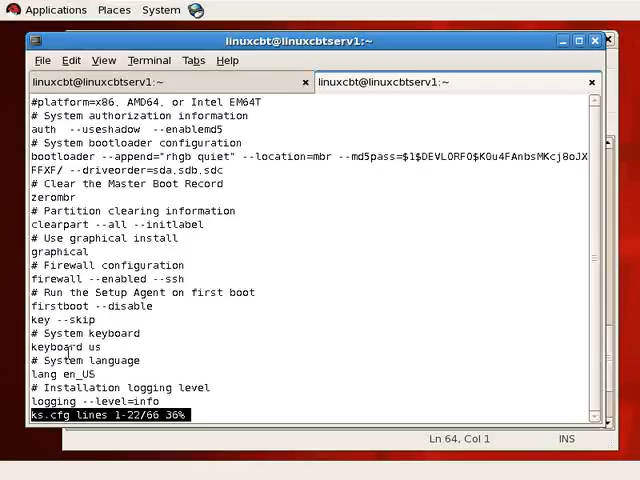 Applications Places System
linuxcbt@linuxcbtserv1:~
File Edit View Terminal Tabs Help
linuxcbt@linuxcbtserv1:~ linuxcbt@linuxcbtserv1:~
#platform=x86, AMD64, or Intel EM64T
# System authorization information
auth --useshadow --enablemd5
# System bootloader configuration
bootloader --append="rhgb quiet" --location=mbr --md5pass=$1$DEVLORF0$K0u4FAnbsMKcj8oJX
FFXF/ --driveorder=sda,sdb,sdc
# Clear the Master Boot Record
zerombr
# Partition clearing information
clearpart --all --initlabel
# Use graphical install
graphical
# Firewall configuration
firewall --enabled --ssh
# Run the Setup Agent on first boot
firstboot --disable
key --skip
# System keyboard
keyboard us
# System language
lang en_US
# Installation logging level
logging --level=info
ks.cfg lines 1-22/66 36%
Ln 64, Col 1 INS